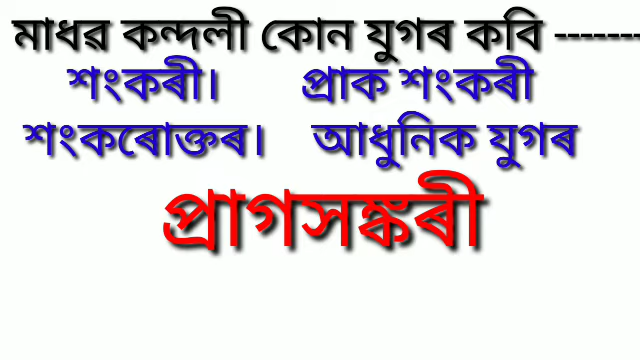 মাধৱ কন্দলী কোন যুগৰ কবি -------
শংকৰী। প্ৰাক শংকৰী
শংকৰোক্তৰ। আধুনিক যুগৰ
প্ৰাগসঙ্কৰী